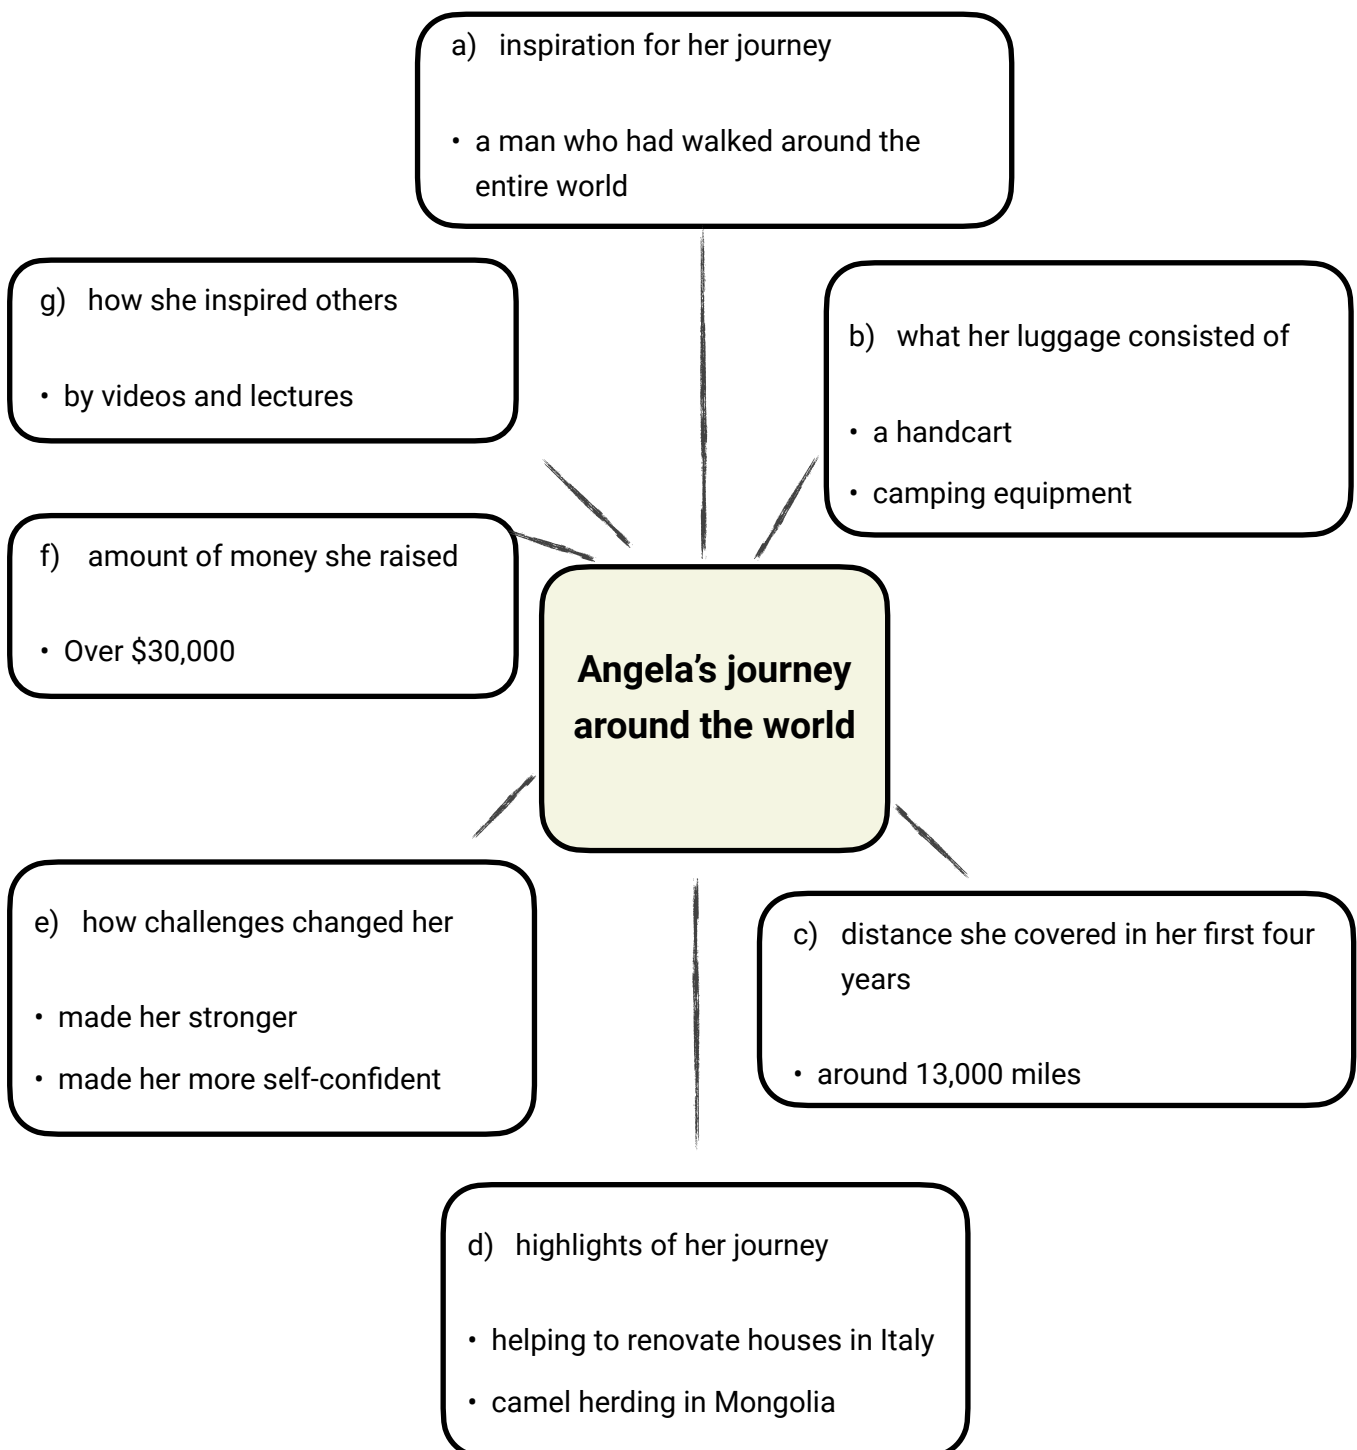 a) inspiration for her journey
• a man who had walked around the
entire world
g) how she inspired others
• by videos and lectures
b) what her luggage consisted of
• a handcart
• camping equipment
f) amount of money she raised
• Over $30,000
Angela’s journey
around the world
e) how challenges changed her
• made her stronger
• made her more self-confident
c) distance she covered in her first four
years
• around 13,000 miles
d) highlights of her journey
• helping to renovate houses in Italy
• camel herding in Mongolia